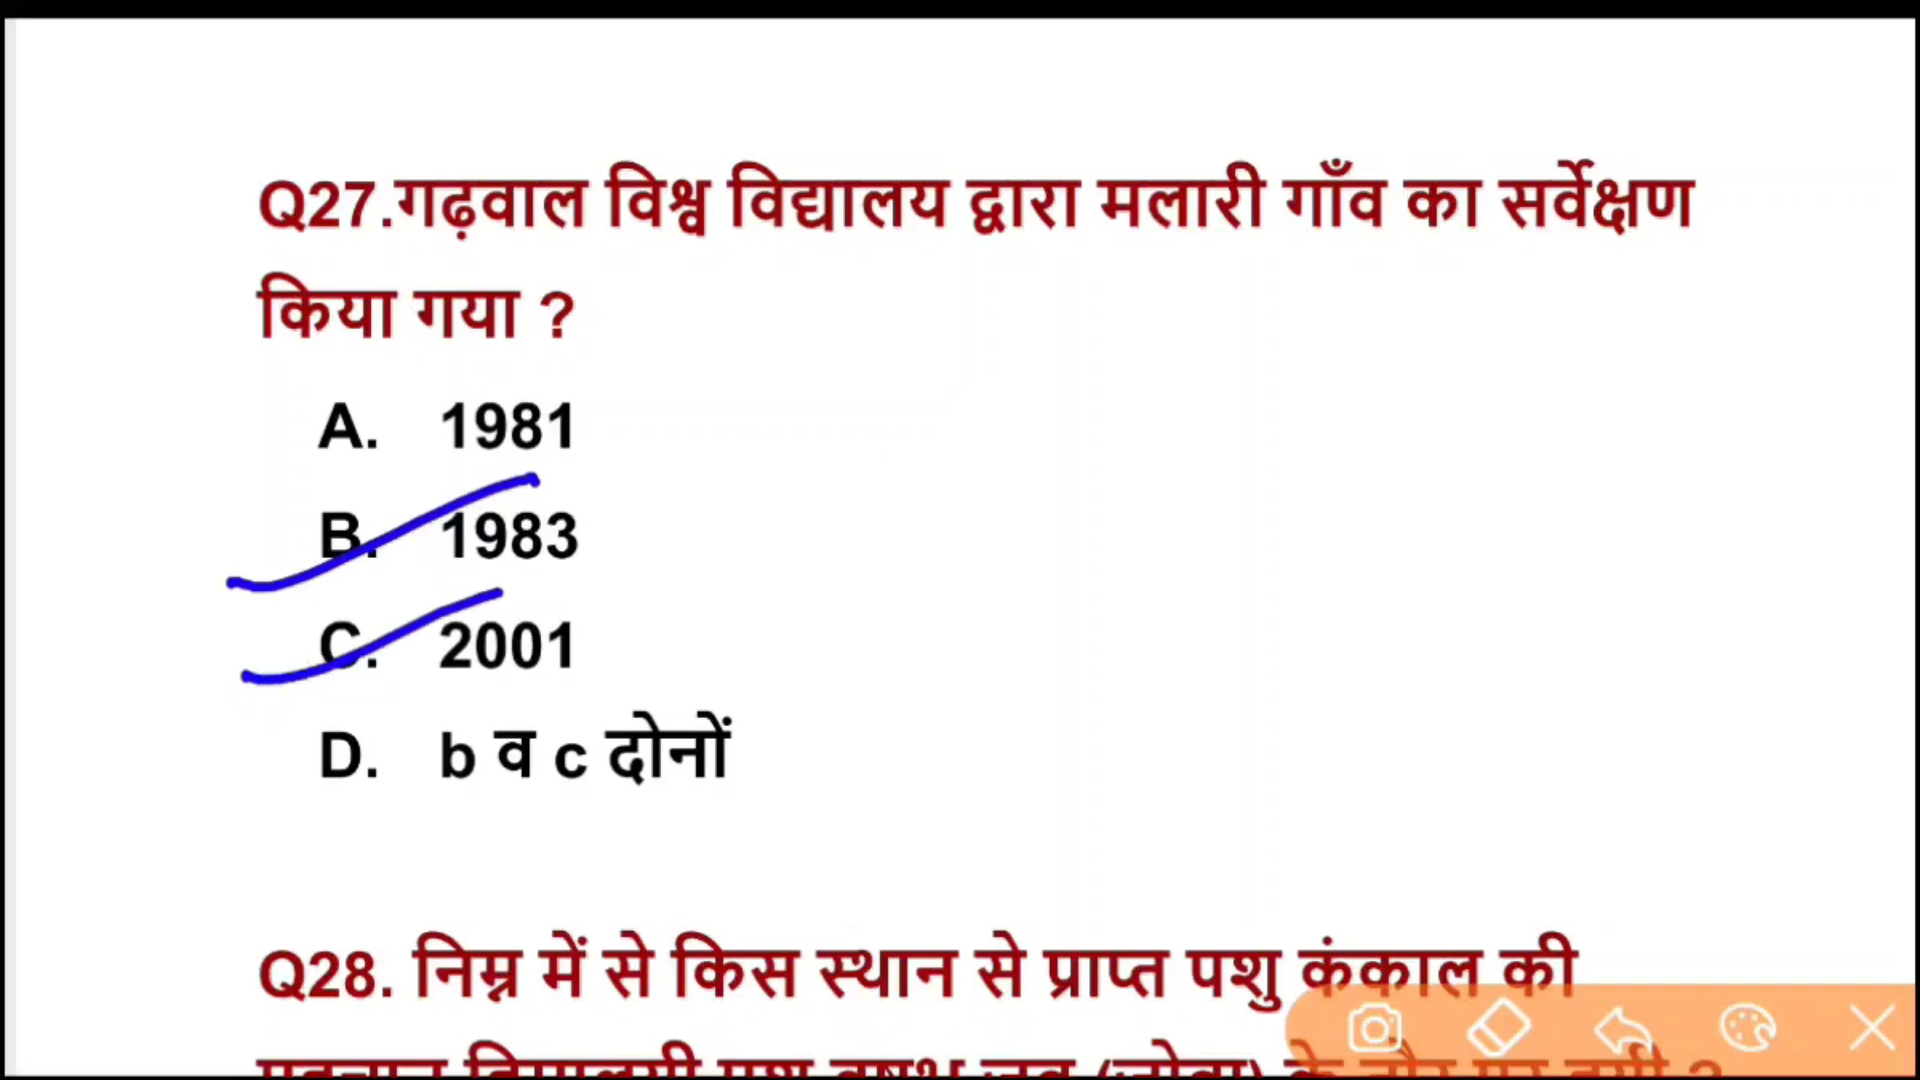 Q27.गढ़वाल विश्व विद्यालय द्वारा मलारी गाँव का सर्वेक्षण
किया गया ?
A. 1981
B. 1983
C. 2001
D. b व c दोनों
Q28. निम्न में से किस स्थान से प्राप्त पशु कंकाल की